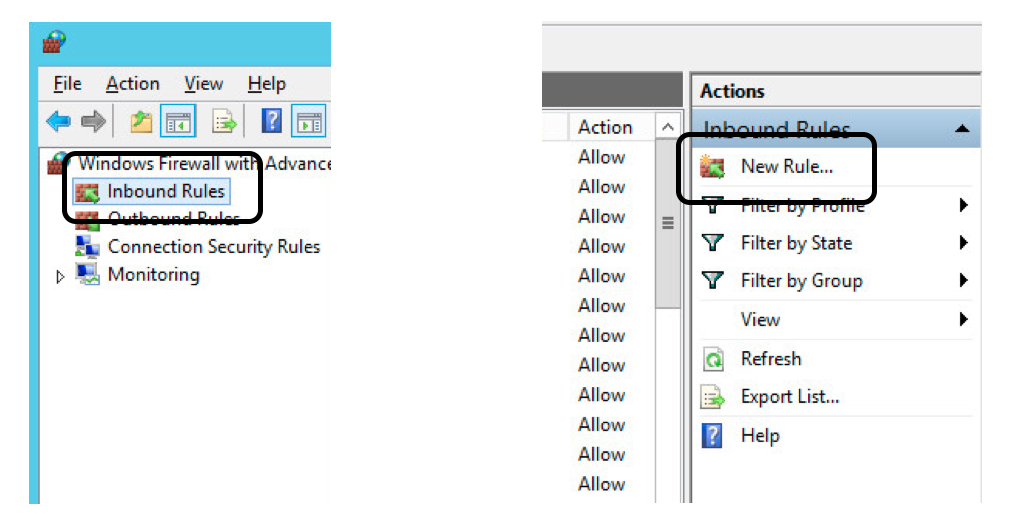 File Action View Help
Windows Firewall with Advance
Inbound Rules
Outbound Rules
Connection Security Rules
Monitoring
Action
Allow
Allow
Allow
Allow
Allow
Allow
Allow
Allow
Allow
Allow
Allow
Allow
Actions
Inbound Rules
New Rule...
Filter by Profile
Filter by State
Filter by Group
View
Refresh
Export List...
Help